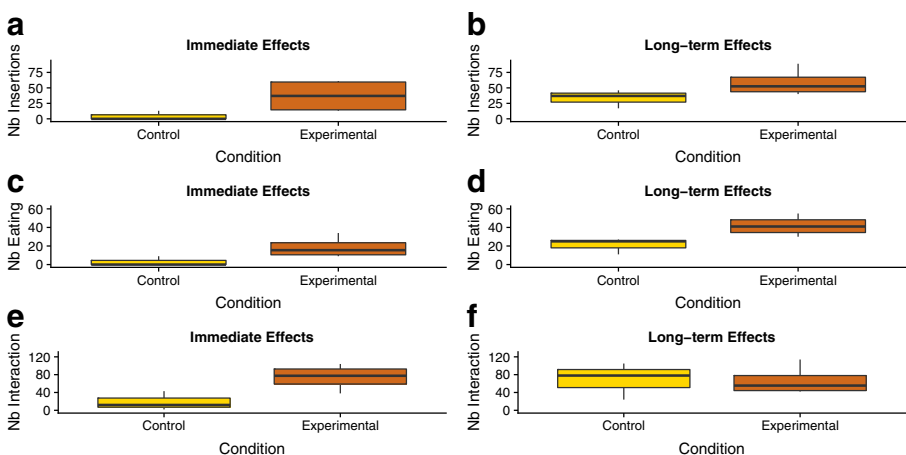 a
Immediate Effects
Nb Insertions
75
50
25
0
Control
Experimental
Condition
b
Long−term Effects
Nb Insertions
75
50
25
0
Control
Experimental
Condition
c
Immediate Effects
Nb Eating
60
40
20
0
Control
Experimental
Condition
d
Long−term Effects
Nb Eating
60
40
20
0
Control
Experimental
Condition
e
Immediate Effects
Nb Interaction
120
80
40
0
Control
Experimental
Condition
f
Long−term Effects
Nb Interaction
120
80
40
0
Control
Experimental
Condition